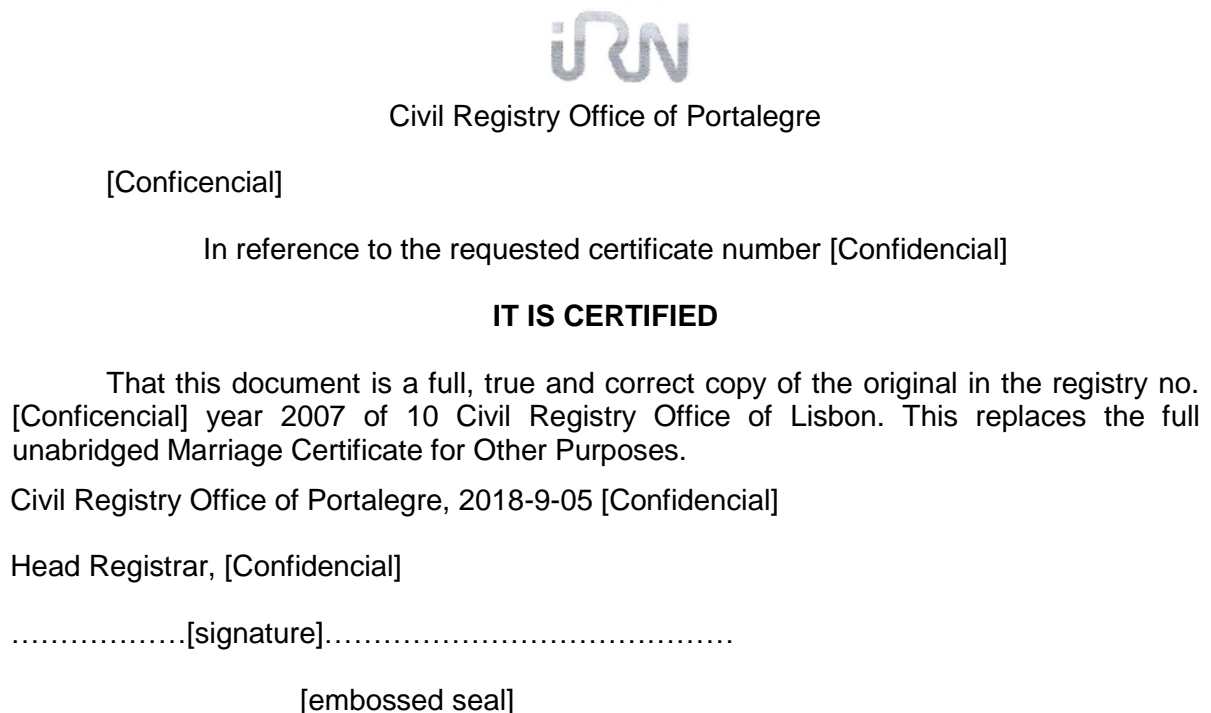 iRN
Civil Registry Office of Portalegre
[Conficencial]
In reference to the requested certificate number [Confidencial]
IT IS CERTIFIED
That this document is a full, true and correct copy of the original in the registry no.
[Conficencial] year 2007 of 10 Civil Registry Office of Lisbon. This replaces the full
unabridged Marriage Certificate for Other Purposes.
Civil Registry Office of Portalegre, 2018-9-05 [Confidencial]
Head Registrar, [Confidencial]
………………[signature]……………………………………
[embossed seal]